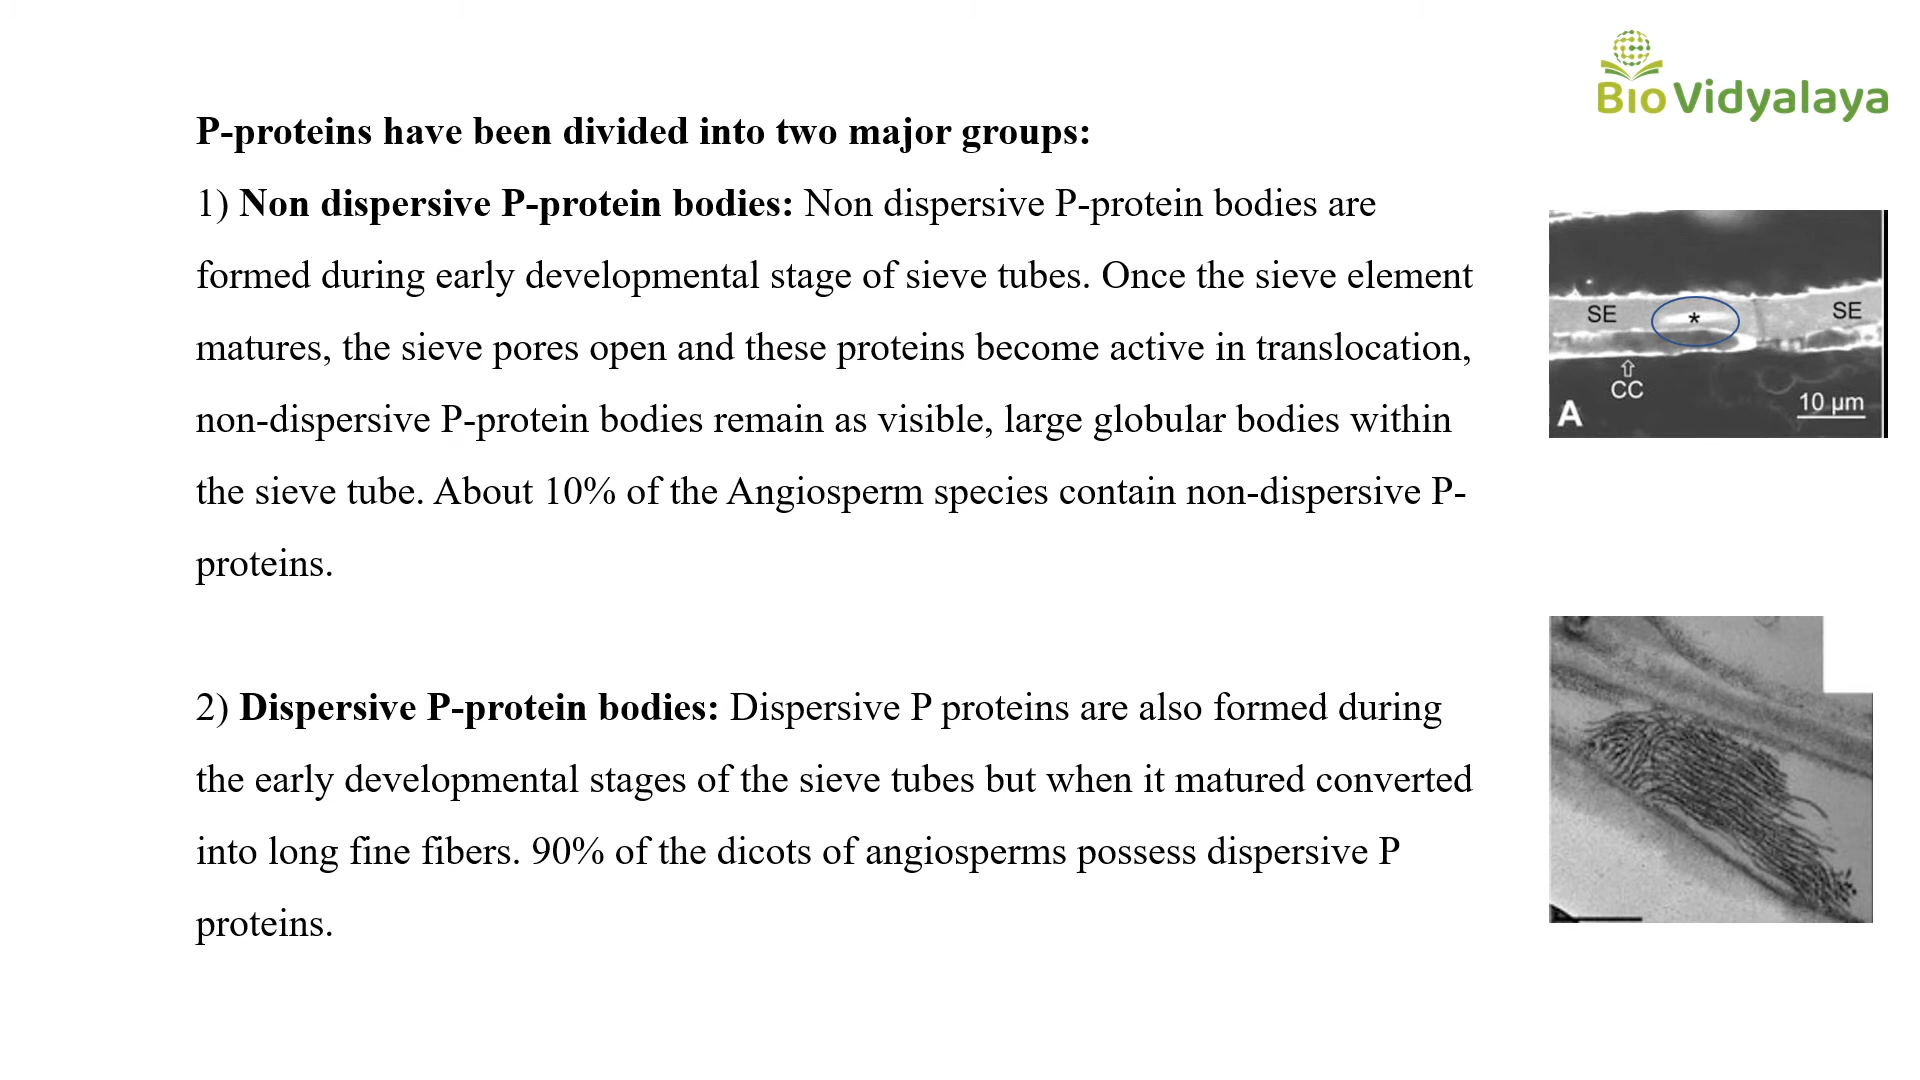 Bio Vidyalaya
P-proteins have been divided into two major groups:
1) Non dispersive P-protein bodies: Non dispersive P-protein bodies are
formed during early developmental stage of sieve tubes. Once the sieve element
matures, the sieve pores open and these proteins become active in translocation,
non-dispersive P-protein bodies remain as visible, large globular bodies within
the sieve tube. About 10% of the Angiosperm species contain non-dispersive P-
proteins.
SE
*
SE
CC
A
10 µm
2) Dispersive P-protein bodies: Dispersive P proteins are also formed during
the early developmental stages of the sieve tubes but when it matured converted
into long fine fibers. 90% of the dicots of angiosperms possess dispersive P
proteins.